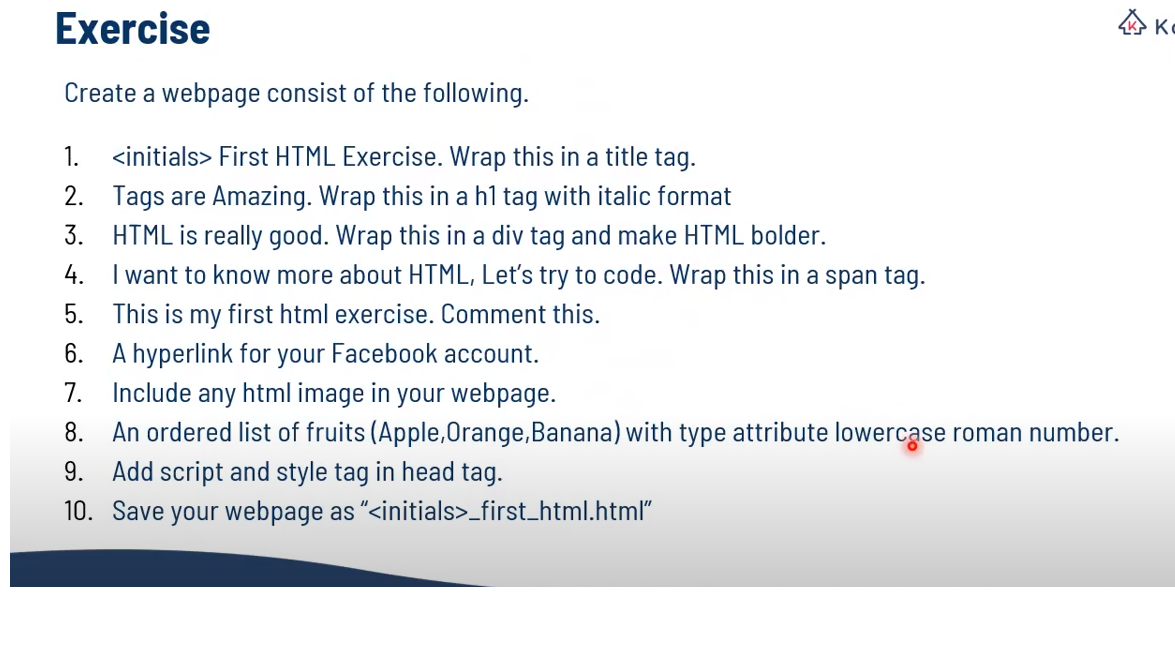 Exercise
K
Create a webpage consist of the following.
1. <initials> First HTML Exercise. Wrap this in a title tag.
2. Tags are Amazing. Wrap this in a h1 tag with italic format
3. HTML is really good. Wrap this in a div tag and make HTML bolder.
4. I want to know more about HTML, Let's try to code. Wrap this in a span tag.
5. This is my first html exercise. Comment this.
6. A hyperlink for your Facebook account.
7. Include any html image in your webpage.
8. An ordered list of fruits (Apple,Orange,Banana) with type attribute lowercase roman number.
9. Add script and style tag in head tag.
10. Save your webpage as “<initials>_first_html.html”